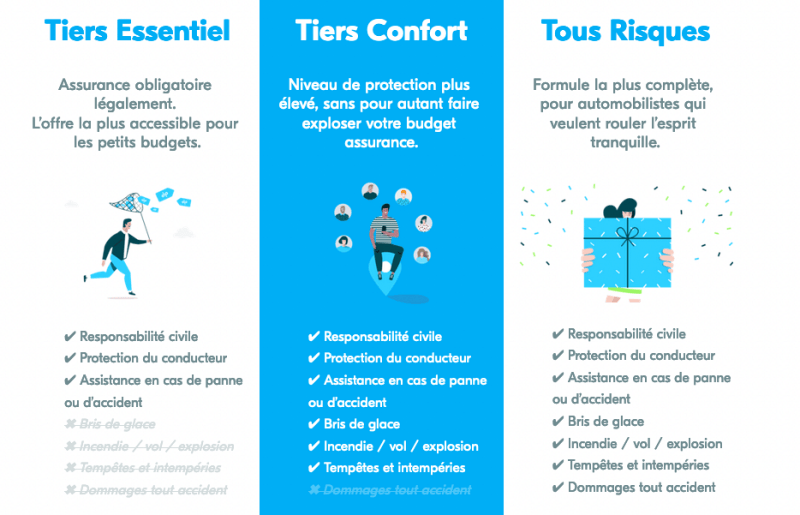 Tiers Essentiel
Assurance obligatoire
légalement.
L'offre la plus accessible pour
les petits budgets.
✔ Responsabilité civile
✔ Protection du conducteur
✔ Assistance en cas de panne
ou d'accident
✖ Bris de glace
✖ Incendie / vol / explosion
✖ Tempêtes et intempéries
✖ Dommages tout accident
Tiers Confort
Niveau de protection plus
élevé, sans pour autant faire
exploser votre budget
assurance.
✔ Responsabilité civile
✔ Protection du conducteur
✔ Assistance en cas de panne
ou d'accident
✔ Bris de glace
✔ Incendie / vol / explosion
✔ Tempêtes et intempéries
✖ Dommages tout accident
Tous Risques
Formule la plus complète,
pour automobilistes qui
veulent rouler l'esprit
tranquille.
✔ Responsabilité civile
✔ Protection du conducteur
✔ Assistance en cas de panne
ou d'accident
✔ Bris de glace
✔ Incendie / vol / explosion
✔ Tempêtes et intempéries
✔ Dommages tout accident